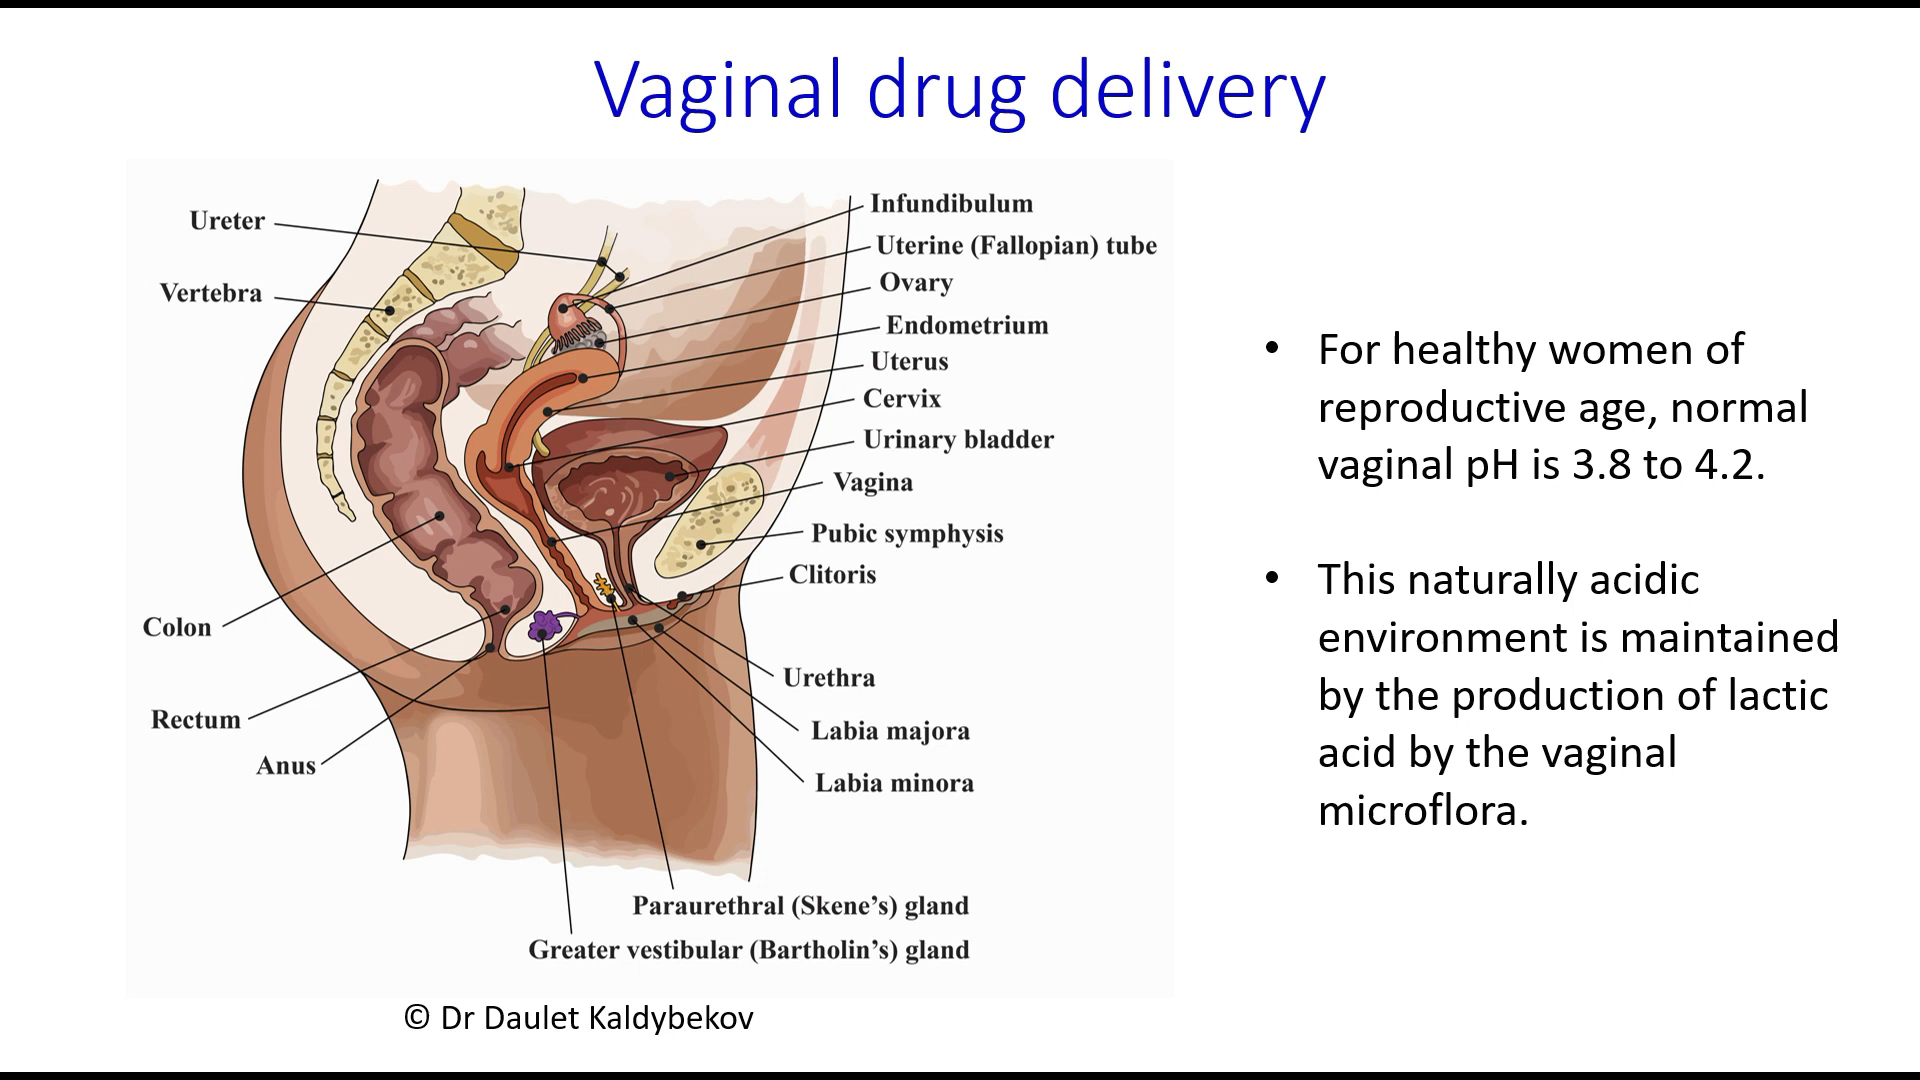 Vaginal drug delivery
Ureter
Vertebra
Colon
Rectum
Anus
Infundibulum
Uterine (Fallopian) tube
Ovary
Endometrium
Uterus
Cervix
Urinary bladder
Vagina
Pubic symphysis
Clitoris
Urethra
Labia majora
Labia minora
Paraurethral (Skene’s) gland
Greater vestibular (Bartholin’s) gland
© Dr Daulet Kaldybekov
• For healthy women of
reproductive age, normal
vaginal pH is 3.8 to 4.2.
• This naturally acidic
environment is maintained
by the production of lactic
acid by the vaginal
microflora.